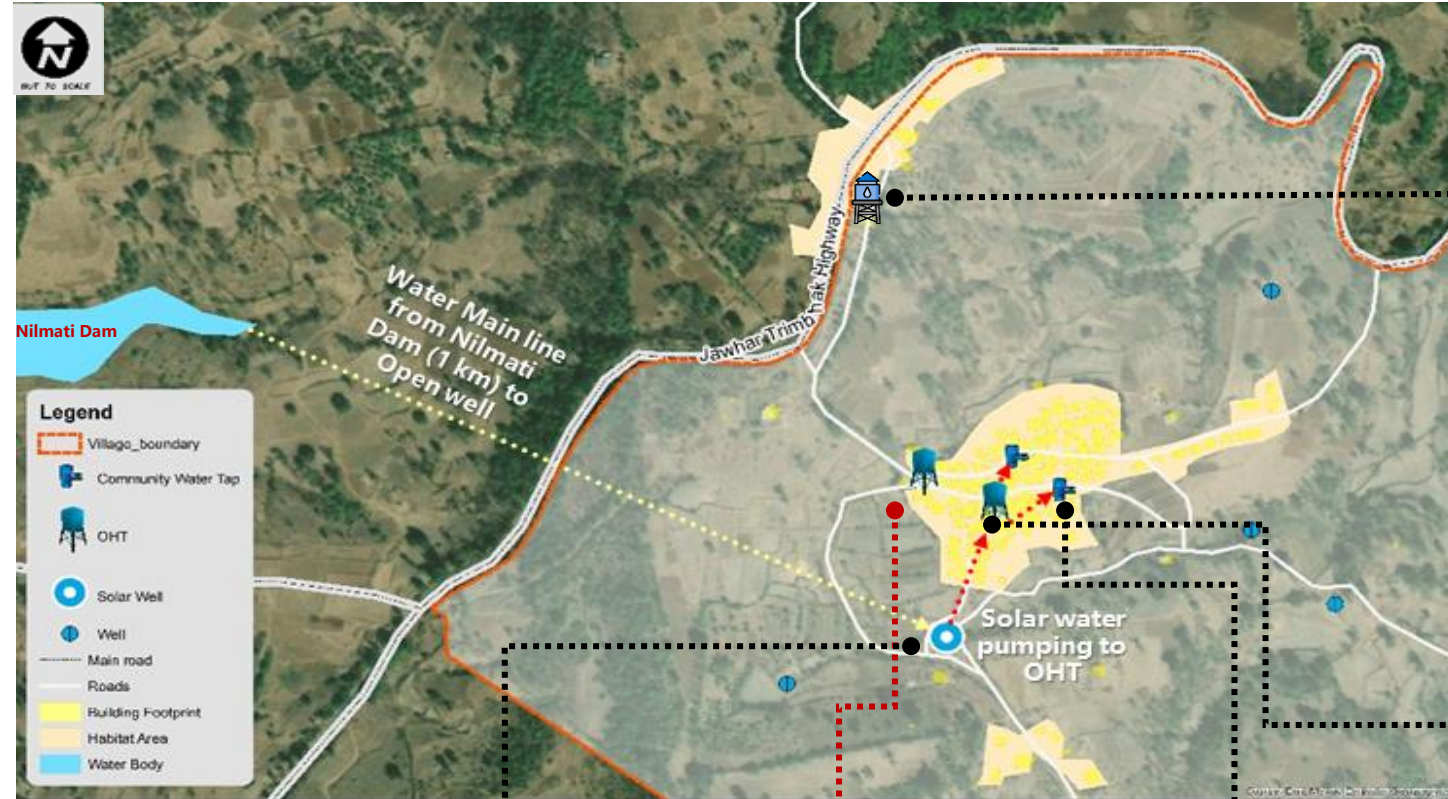 N
NOT TO SCALE
Jawhar Trimbhak Highway
Water Main line
from Nilmati
Dam (1 km) to
Open well
Nilmati Dam
Legend
Village_boundary
Community Water Tap
OHT
Solar Well
Well
Main road
Roads
Building Footprint
Habitat Area
Water Body
Solar water
pumping to
OHT